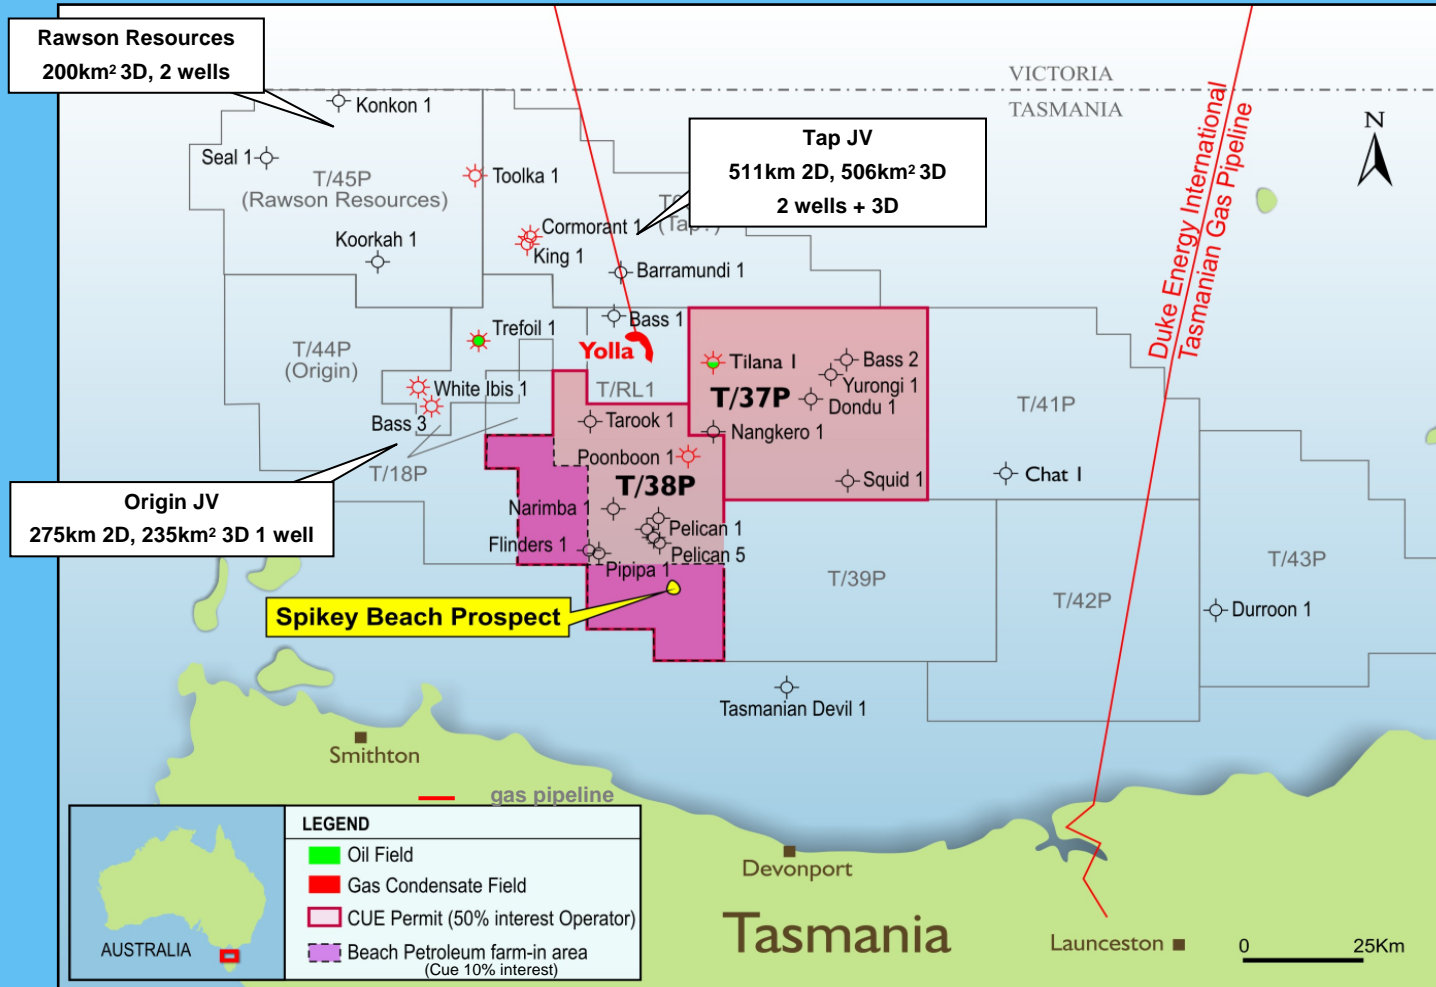 Rawson Resources
200km² 3D, 2 wells
VICTORIA
TASMANIA
N
Konkon 1
Seal 1
T/45P
(Rawson Resources)
Toolka 1
Tap JV
511km 2D, 506km² 3D
2 wells + 3D
Cormorant 1
King 1
Koorkah 1
Barramundi 1
Duke Energy International
Tasmanian Gas Pipeline
Bass 1
Trefoil 1
Yolla
T/44P
(Origin)
White Ibis 1
Bass 3
T/RL1
Tilana 1
T/37P
Bass 2
Yurongi 1
Dondu 1
T/41P
Tarook 1
Nangkero 1
Poonboon 1
T/18P
T/38P
Squid 1
Chat 1
Origin JV
275km 2D, 235km² 3D 1 well
Narimba 1
Pelican 1
Flinders 1
Pelican 5
Pipipa 1
T/39P
T/42P
T/43P
Durroon 1
Spikey Beach Prospect
Tasmanian Devil 1
Smithton
gas pipeline
LEGEND
Oil Field
Gas Condensate Field
CUE Permit (50% interest Operator)
Beach Petroleum farm-in area
(Cue 10% interest)
AUSTRALIA
Devonport
Tasmania
Launceston
0 25Km